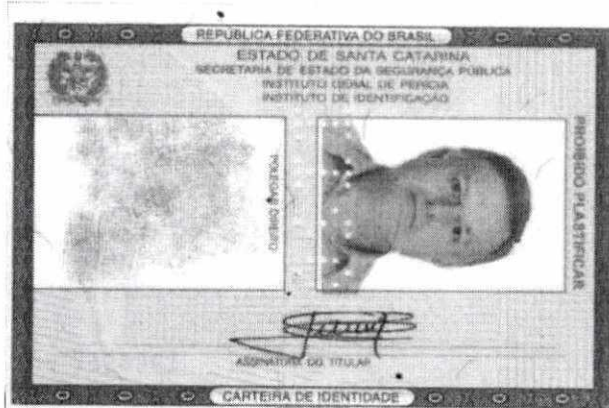 REPÚBLICA FEDERATIVA DO BRASIL
ESTADO DE SANTA CATARINA
SECRETARIA DE ESTADO DA SEGURANÇA PÚBLICA
INSTITUTO GERAL DE PERÍCIA
INSTITUTO DE IDENTIFICAÇÃO
POLEGAR DIREITO
PROIBIDO PLASTIFICAR
ASSINATURA DO TITULAR
CARTEIRA DE IDENTIDADE